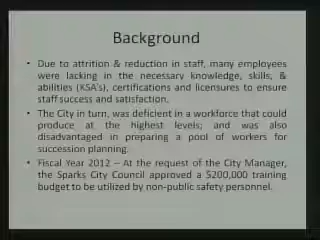 Background
• Due to attrition & reduction in staff, many employees
were lacking in the necessary knowledge, skills, &
abilities (KSA's), certifications and licensures to ensure
staff success and satisfaction.
• The City in turn, was deficient in a workforce that could
produce at the highest levels; and was also
disadvantaged in preparing a pool of workers for
succession planning.
• Fiscal Year 2012 – At the request of the City Manager,
the Sparks City Council approved a $200,000 training
budget to be utilized by non-public safety personnel.